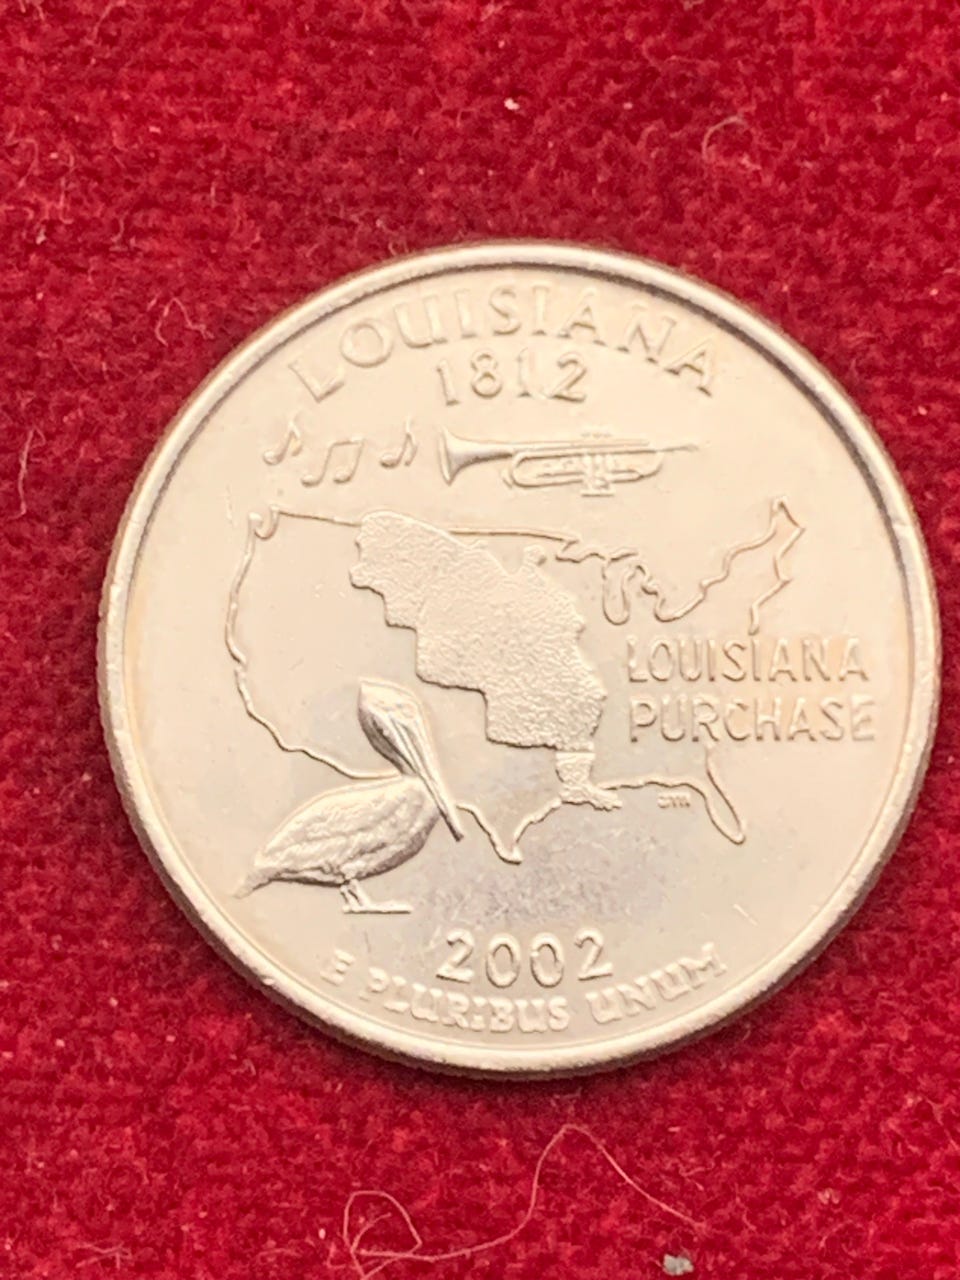 LOUISIANA
1812
LOUISIANA
PURCHASE
2002
E PLURIBUS UNUM